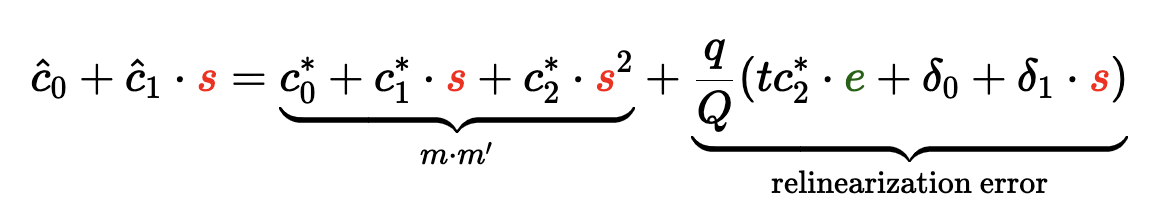 ĉ₀ + ĉ₁ · s = c₀* + c₁* · s + c₂* · s² + q/Q (tc₂* · e + δ₀ + δ₁ · s)
m·m′
relinearization error